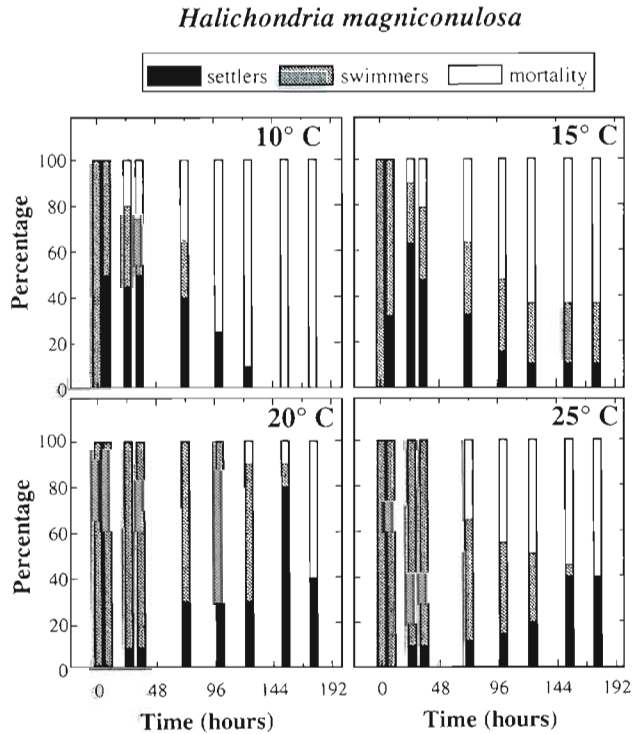 Halichondria magniconulosa
settlers swimmers mortality
10° C 15° C
100
80
60
40
20
0
Percentage
20° C 25° C
100
80
60
40
20
0
Percentage
0 48 96 144 192 0 48 96 144 192
Time (hours) Time (hours)